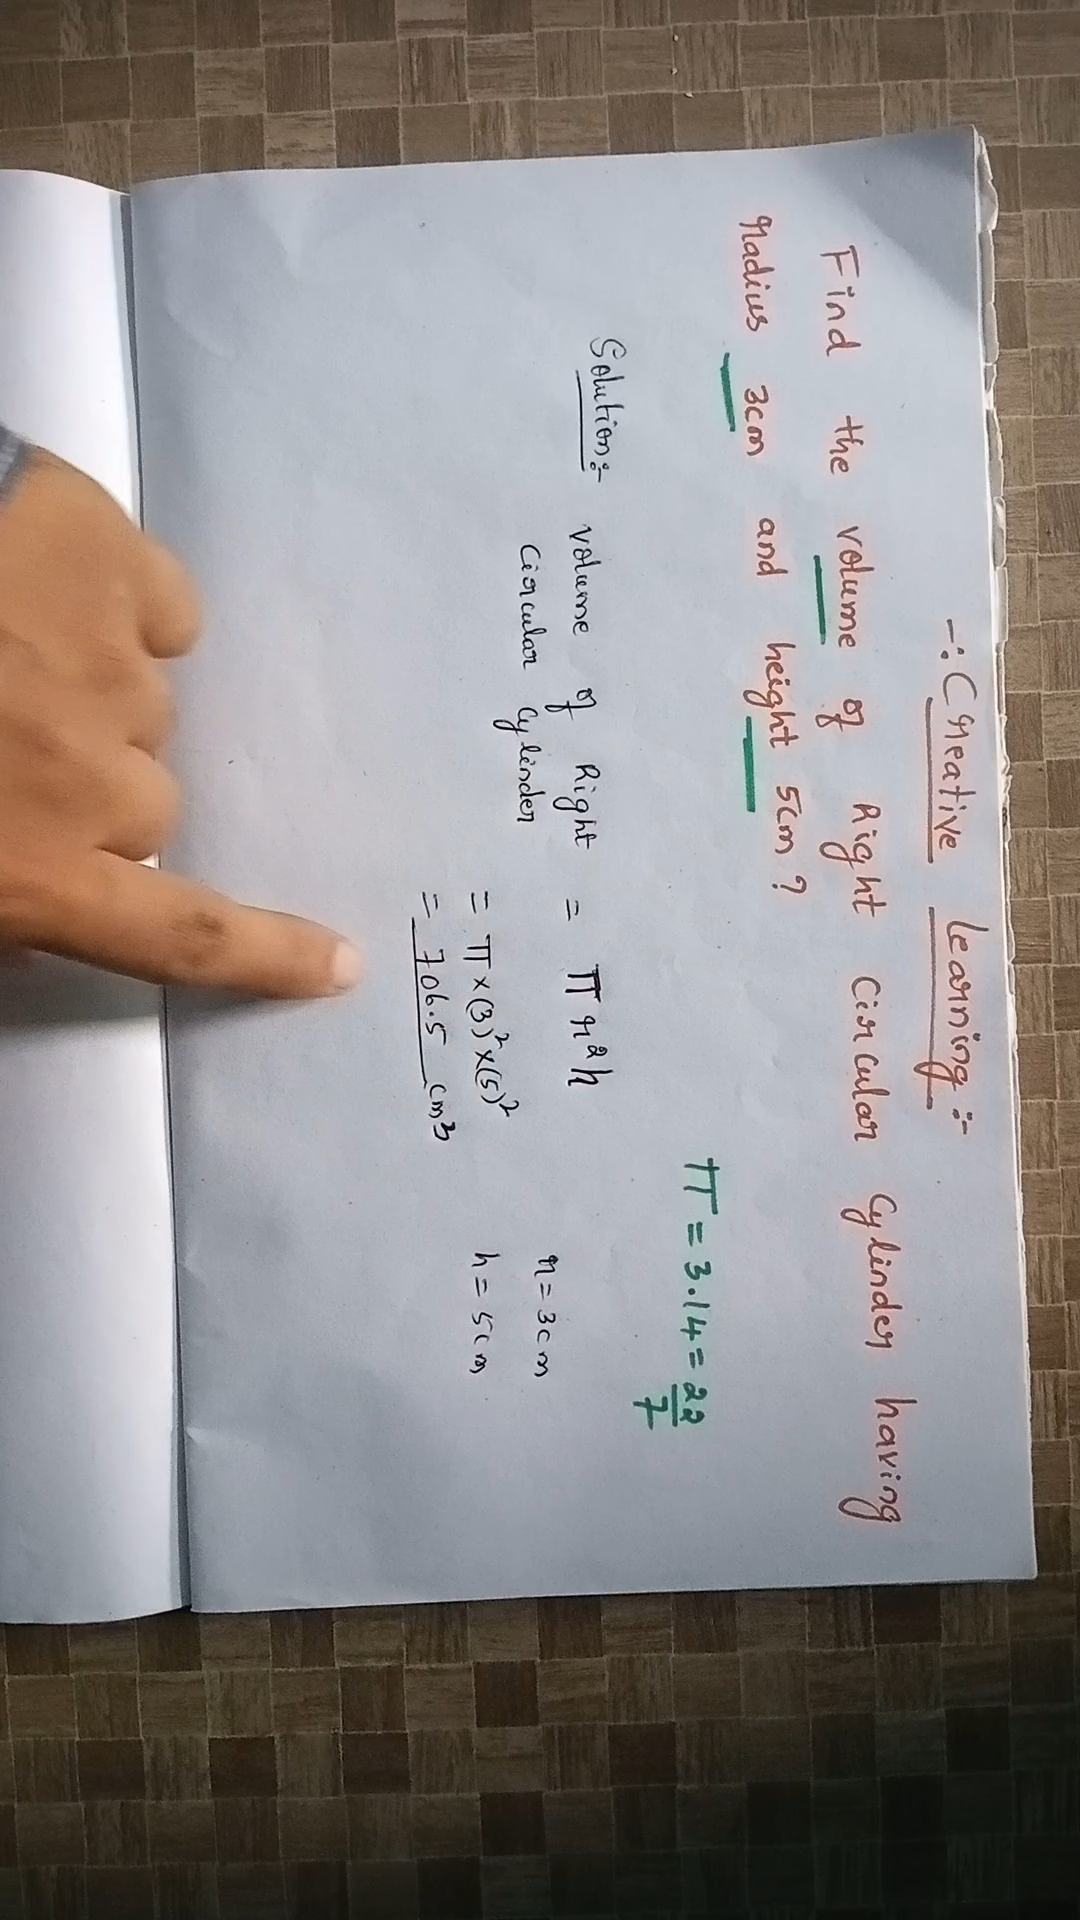 -: Creative learning :-
Find the volume of Right Circular Cylinder having
radius 3cm and height 5cm ?
π = 3.14 = 22/7
Solution:- volume of Right = πr²h
Circular Cylinder
r = 3cm
= π×(3)²×(5)²
h = 5cm
= 706.5 cm³